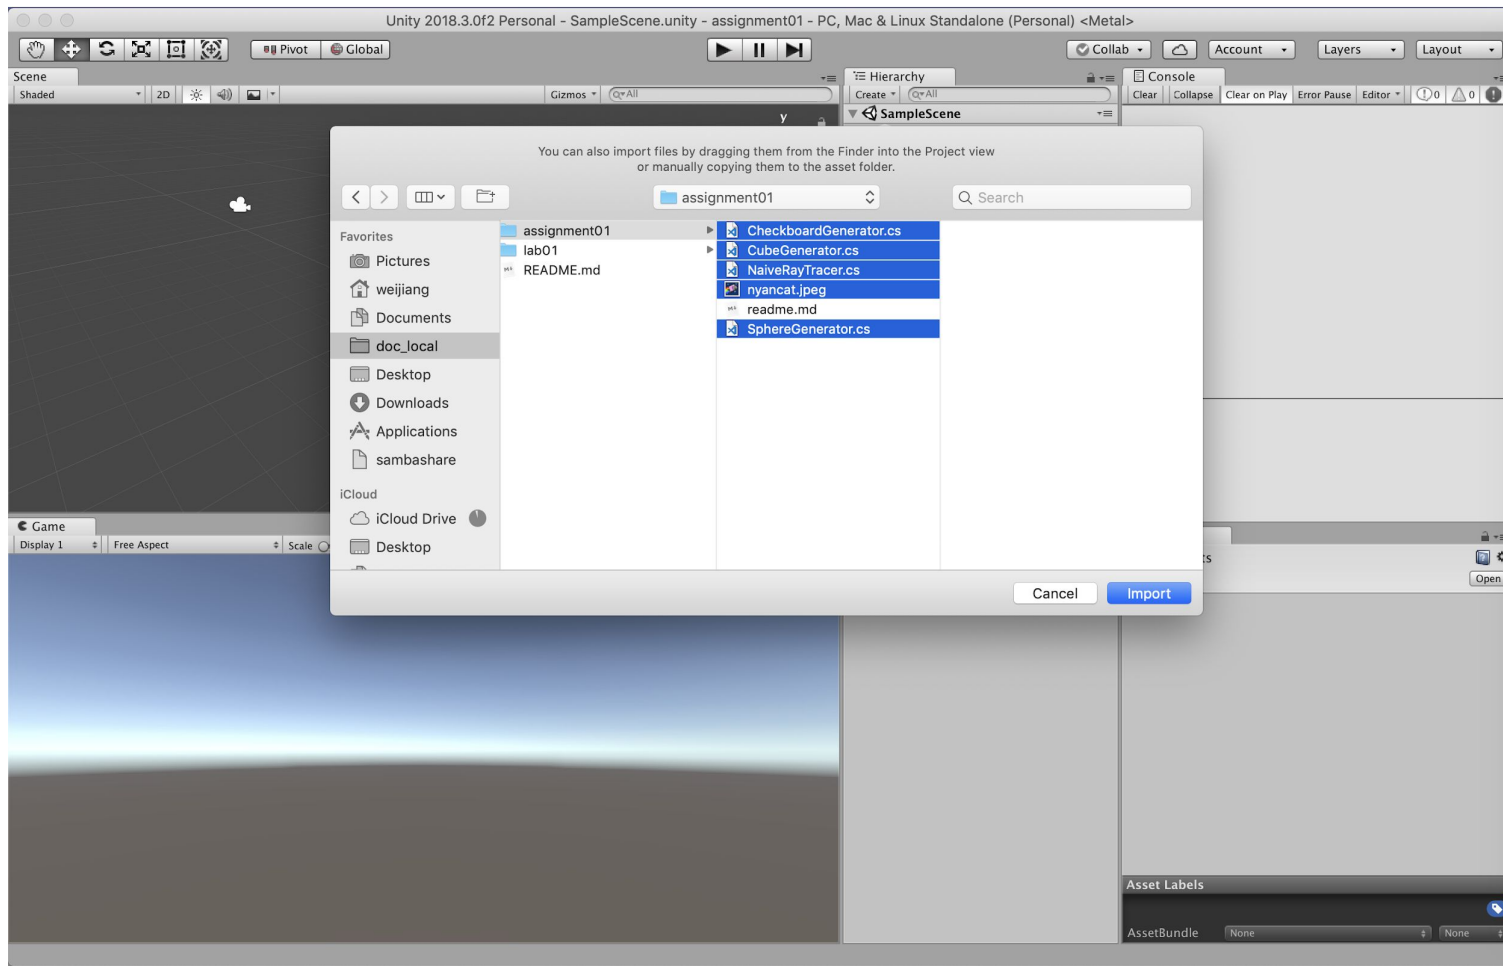 Unity 2018.3.0f2 Personal - SampleScene.unity - assignment01 - PC, Mac & Linux Standalone (Personal) <Metal>
Pivot Global Collab Account Layers Layout
Scene
Shaded 2D Gizmos All
y
Hierarchy
Create All
SampleScene
Console
Clear Collapse Clear on Play Error Pause Editor 0 0
You can also import files by dragging them from the Finder into the Project view
or manually copying them to the asset folder.
assignment01
Search
Favorites
Pictures
weijiang
Documents
doc_local
Desktop
Downloads
Applications
sambashare
iCloud
iCloud Drive
Desktop
assignment01
lab01
README.md
CheckboardGenerator.cs
CubeGenerator.cs
NaiveRayTracer.cs
nyancat.jpeg
readme.md
SphereGenerator.cs
Cancel Import
Game
Display 1 Free Aspect Scale
ts
Open
Asset Labels
AssetBundle None None